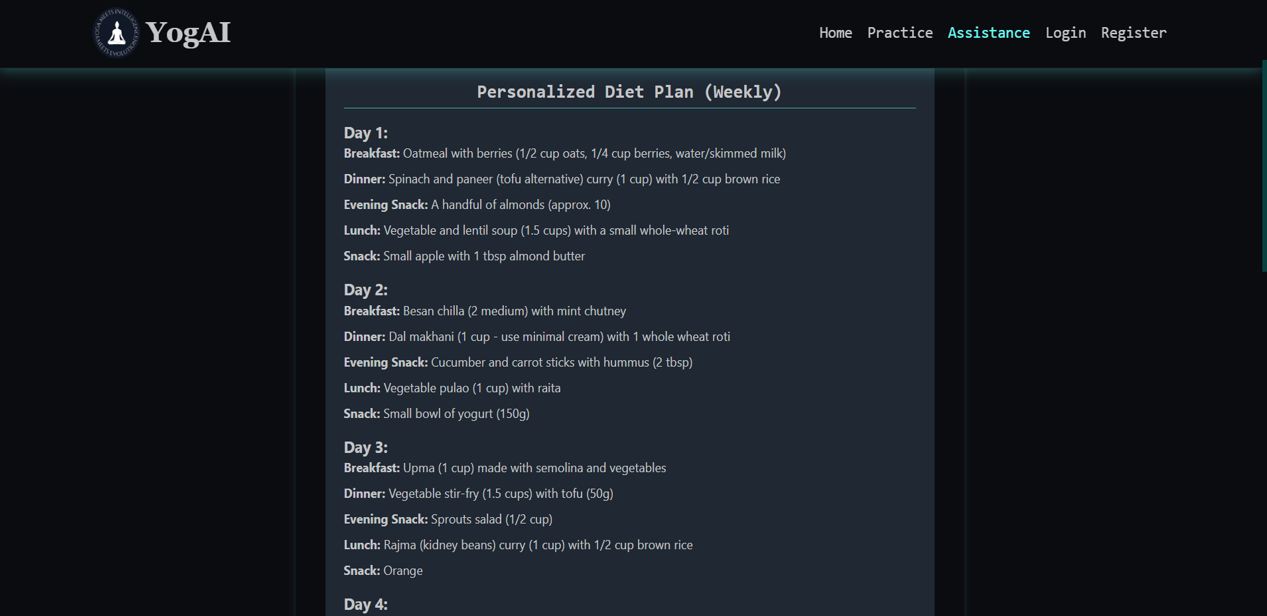 YOGA MEETS INTELLIGENCE
MEETS EVOLUTION
YogAI
Home Practice Assistance Login Register
Personalized Diet Plan (Weekly)
Day 1:
Breakfast: Oatmeal with berries (1/2 cup oats, 1/4 cup berries, water/skimmed milk)
Dinner: Spinach and paneer (tofu alternative) curry (1 cup) with 1/2 cup brown rice
Evening Snack: A handful of almonds (approx. 10)
Lunch: Vegetable and lentil soup (1.5 cups) with a small whole-wheat roti
Snack: Small apple with 1 tbsp almond butter
Day 2:
Breakfast: Besan chilla (2 medium) with mint chutney
Dinner: Dal makhani (1 cup - use minimal cream) with 1 whole wheat roti
Evening Snack: Cucumber and carrot sticks with hummus (2 tbsp)
Lunch: Vegetable pulao (1 cup) with raita
Snack: Small bowl of yogurt (150g)
Day 3:
Breakfast: Upma (1 cup) made with semolina and vegetables
Dinner: Vegetable stir-fry (1.5 cups) with tofu (50g)
Evening Snack: Sprouts salad (1/2 cup)
Lunch: Rajma (kidney beans) curry (1 cup) with 1/2 cup brown rice
Snack: Orange
Day 4: